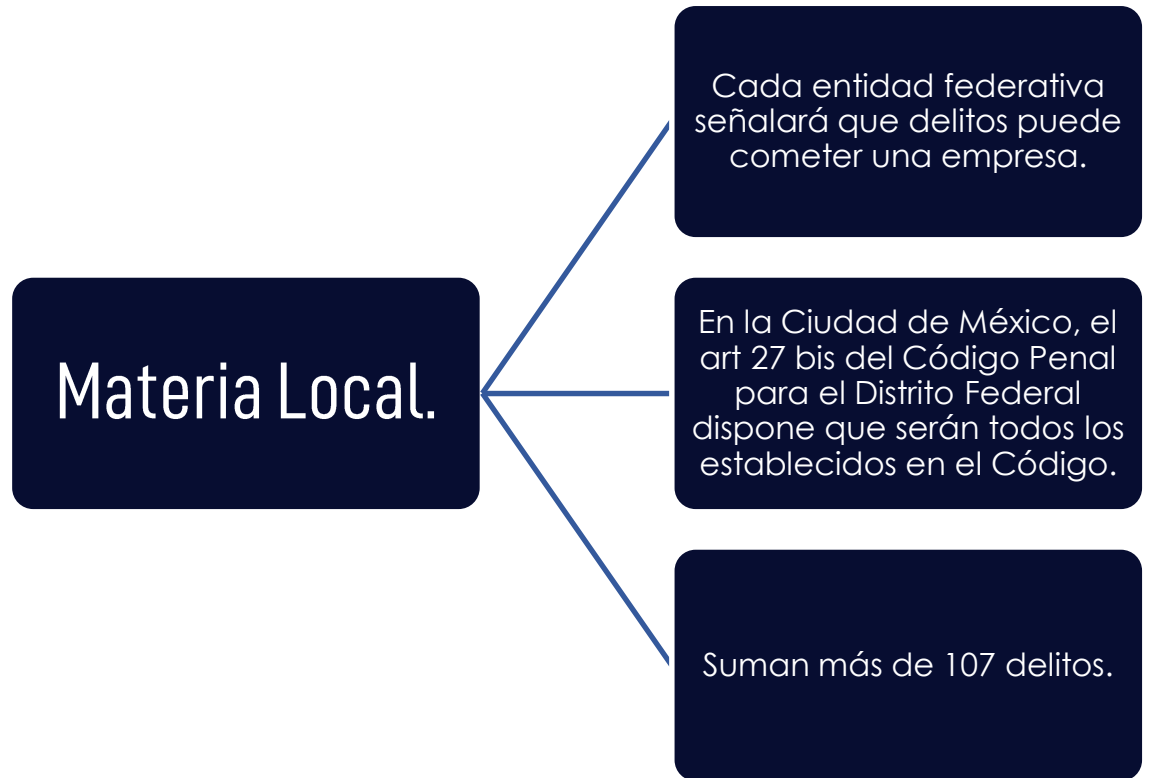 Materia Local.
Cada entidad federativa
señalará que delitos puede
cometer una empresa.
En la Ciudad de México, el
art 27 bis del Código Penal
para el Distrito Federal
dispone que serán todos los
establecidos en el Código.
Suman más de 107 delitos.